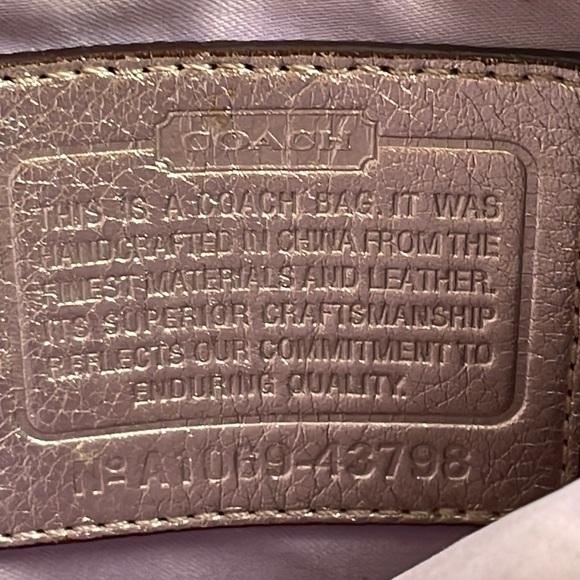 COACH
THIS IS A COACH BAG. IT WAS
HANDCRAFTED IN CHINA FROM THE
FINEST MATERIALS AND LEATHER.
ITS SUPERIOR CRAFTSMANSHIP
REFLECTS OUR COMMITMENT TO
ENDURING QUALITY.
No A1069-43798